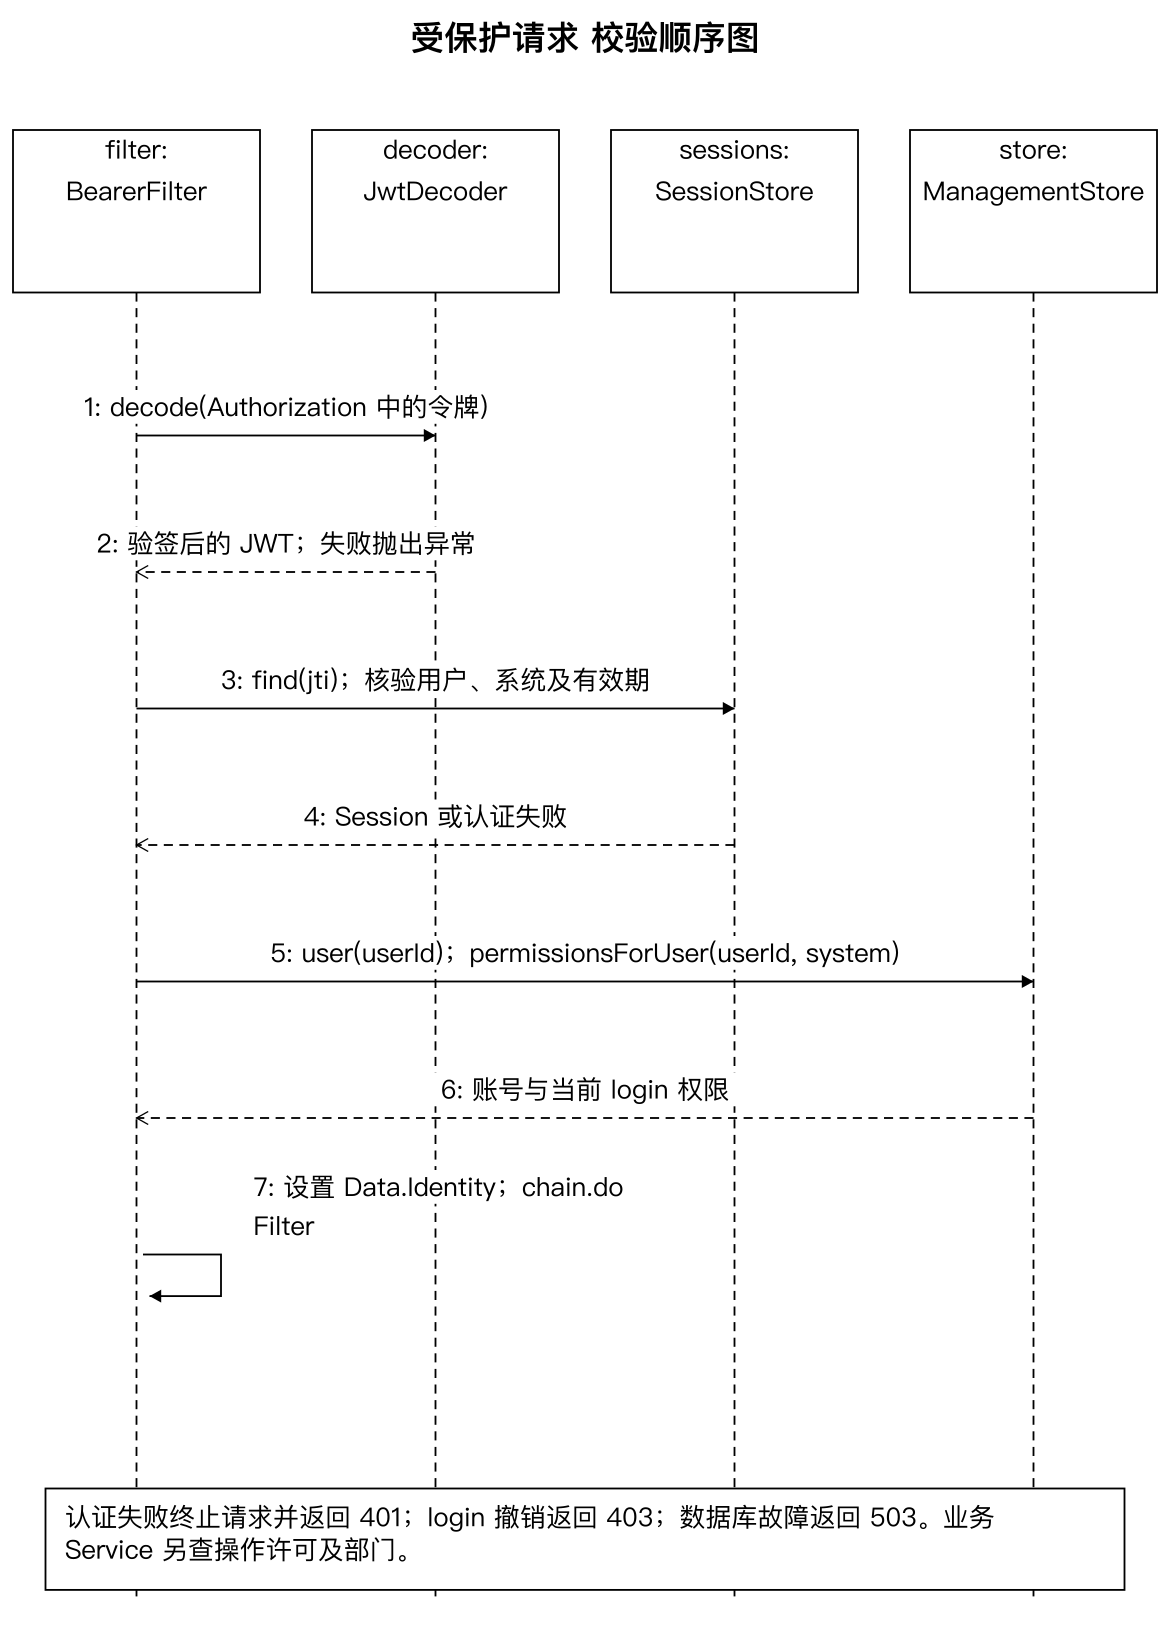 受保护请求 校验顺序图
filter:
BearerFilter
decoder:
JwtDecoder
sessions:
SessionStore
store:
ManagementStore
1: decode(Authorization 中的令牌)
2: 验签后的 JWT；失败抛出异常
3: find(jti)；核验用户、系统及有效期
4: Session 或认证失败
5: user(userId)；permissionsForUser(userId, system)
6: 账号与当前 login 权限
7: 设置 Data.Identity；chain.do
Filter
认证失败终止请求并返回 401；login 撤销返回 403；数据库故障返回 503。业务
Service 另查操作许可及部门。